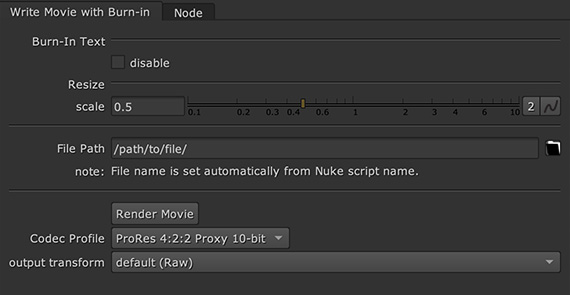 Write Movie with Burn-in Node
Burn-In Text
disable
Resize
scale 0.5 0.1 0.2 0.3 0.4 0.6 1 2 3 4 6 10 2
File Path /path/to/file/
note: File name is set automatically from Nuke script name.
Render Movie
Codec Profile ProRes 4:2:2 Proxy 10-bit
output transform default (Raw)